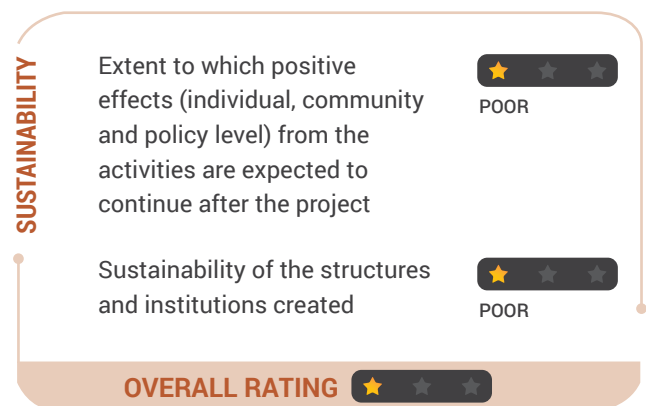 SUSTAINABILITY
Extent to which positive
effects (individual, community
and policy level) from the
activities are expected to
continue after the project
POOR
Sustainability of the structures
and institutions created
POOR
OVERALL RATING